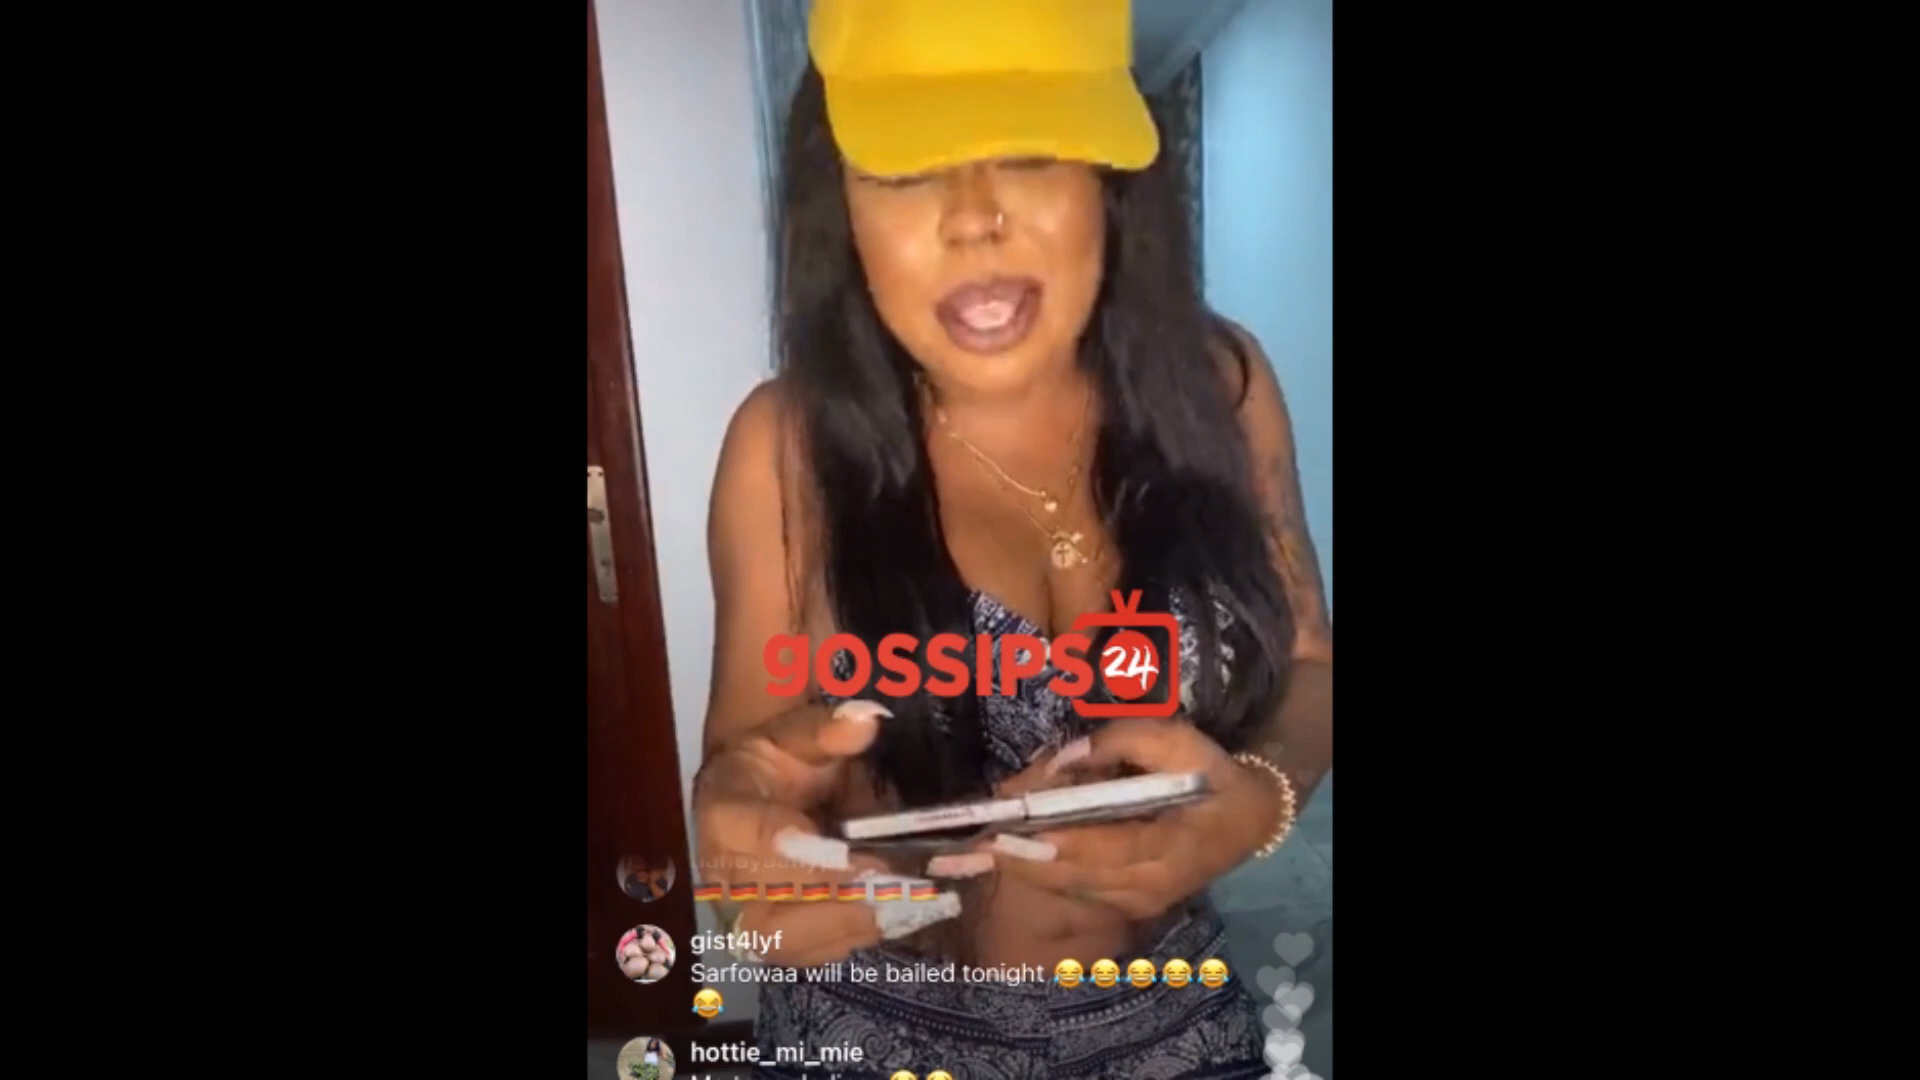 gossips24
gist4lyf
Sarfowaa will be bailed tonight 😂😂😂😂😂
😂
hottie_mi_mie